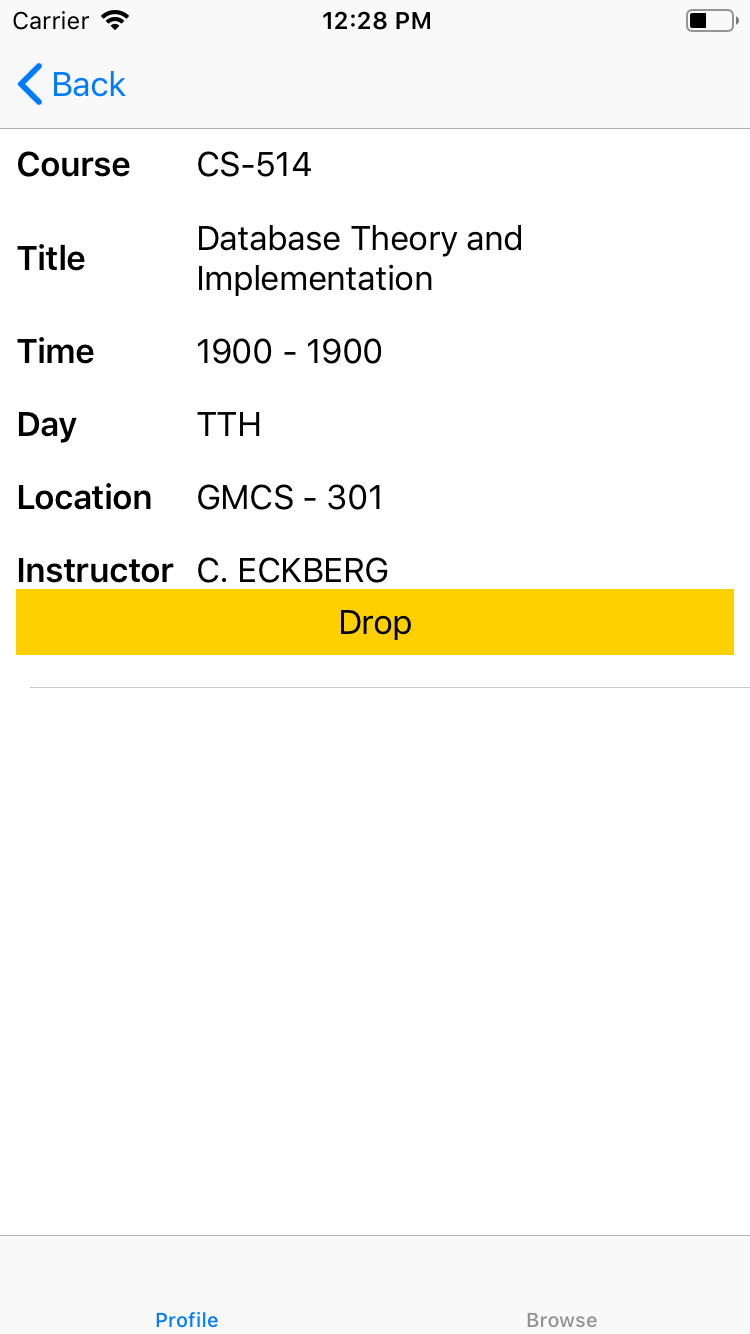 Carrier 12:28 PM
Back
Course CS-514
Title Database Theory and
Implementation
Time 1900 - 1900
Day TTH
Location GMCS - 301
Instructor C. ECKBERG
Drop
Profile Browse